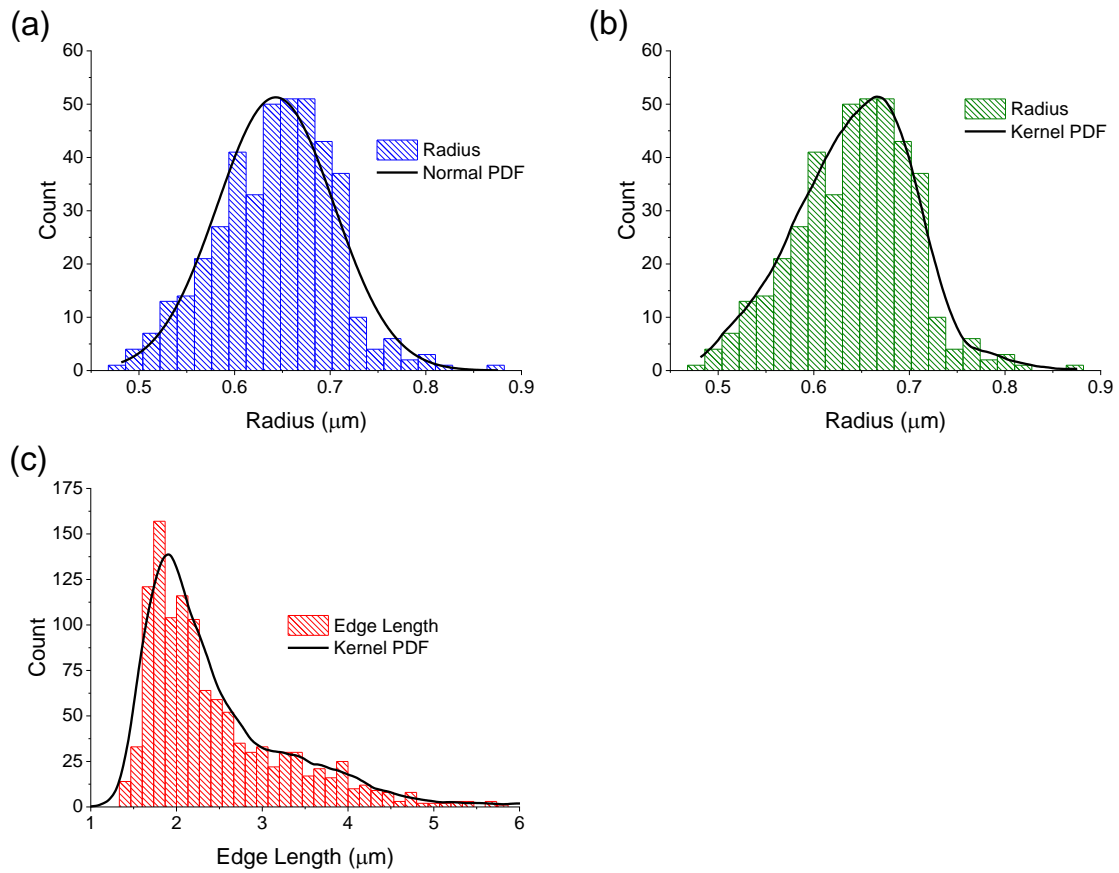 (a)
60
50
40
30
20
10
0
Count
Radius
Normal PDF
0.5 0.6 0.7 0.8 0.9
Radius (μm)
(b)
60
50
40
30
20
10
0
Count
Radius
Kernel PDF
0.5 0.6 0.7 0.8 0.9
Radius (μm)
(c)
175
150
125
100
75
50
25
0
Count
Edge Length
Kernel PDF
1 2 3 4 5 6
Edge Length (μm)